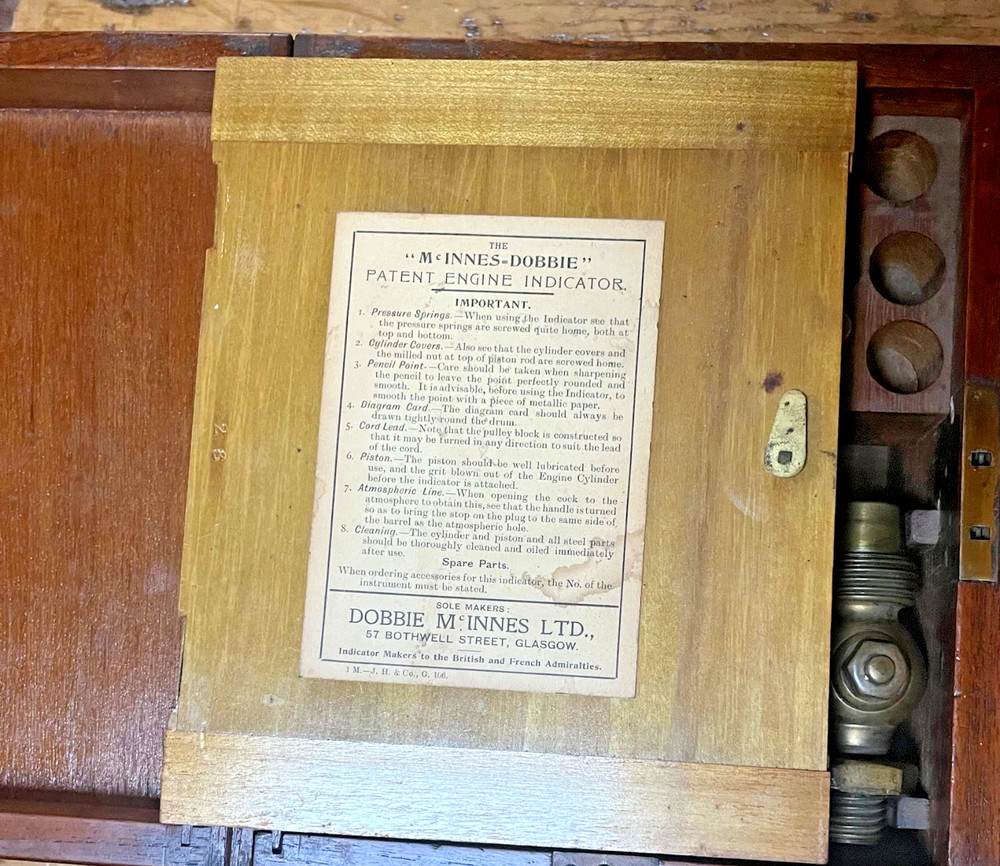 THE
"McINNES-DOBBIE"
PATENT ENGINE INDICATOR.
IMPORTANT.
1. Pressure Springs.—When using the Indicator see that
the pressure springs are screwed quite home, both at
top and bottom.
2. Cylinder Covers.—Also see that the cylinder covers and
the milled nut at top of piston rod are screwed home.
3. Pencil Point.—Care should be taken when sharpening
the pencil to leave the point perfectly rounded and
smooth. It is advisable, before using the Indicator, to
smooth the point with a piece of metallic paper.
4. Diagram Card.—The diagram card should always be
drawn tightly round the drum.
5. Cord Lead.—Note that the pulley block is constructed so
that it may be turned in any direction to suit the lead
of the cord.
6. Piston.—The piston should be well lubricated before
use, and the grit blown out of the Engine Cylinder
before the indicator is attached.
7. Atmospheric Line.—When opening the cock to the
atmosphere to obtain this, see that the handle is turned
so as to bring the stop on the plug to the same side of
the barrel as the atmospheric hole.
8. Cleaning.—The cylinder and piston and all steel parts
should be thoroughly cleaned and oiled immediately
after use.
Spare Parts.
When ordering accessories for this indicator, the No. of the
instrument must be stated.
SOLE MAKERS:
DOBBIE McINNES LTD.,
57 BOTHWELL STREET, GLASGOW.
Indicator Makers to the British and French Admiralties.
1 M.—J. H. & Co., G. 106.